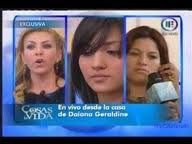 EXCLUSIVA
COSAS
DE LA
VIDA
En vivo desde la casa
de Daiana Geraldine